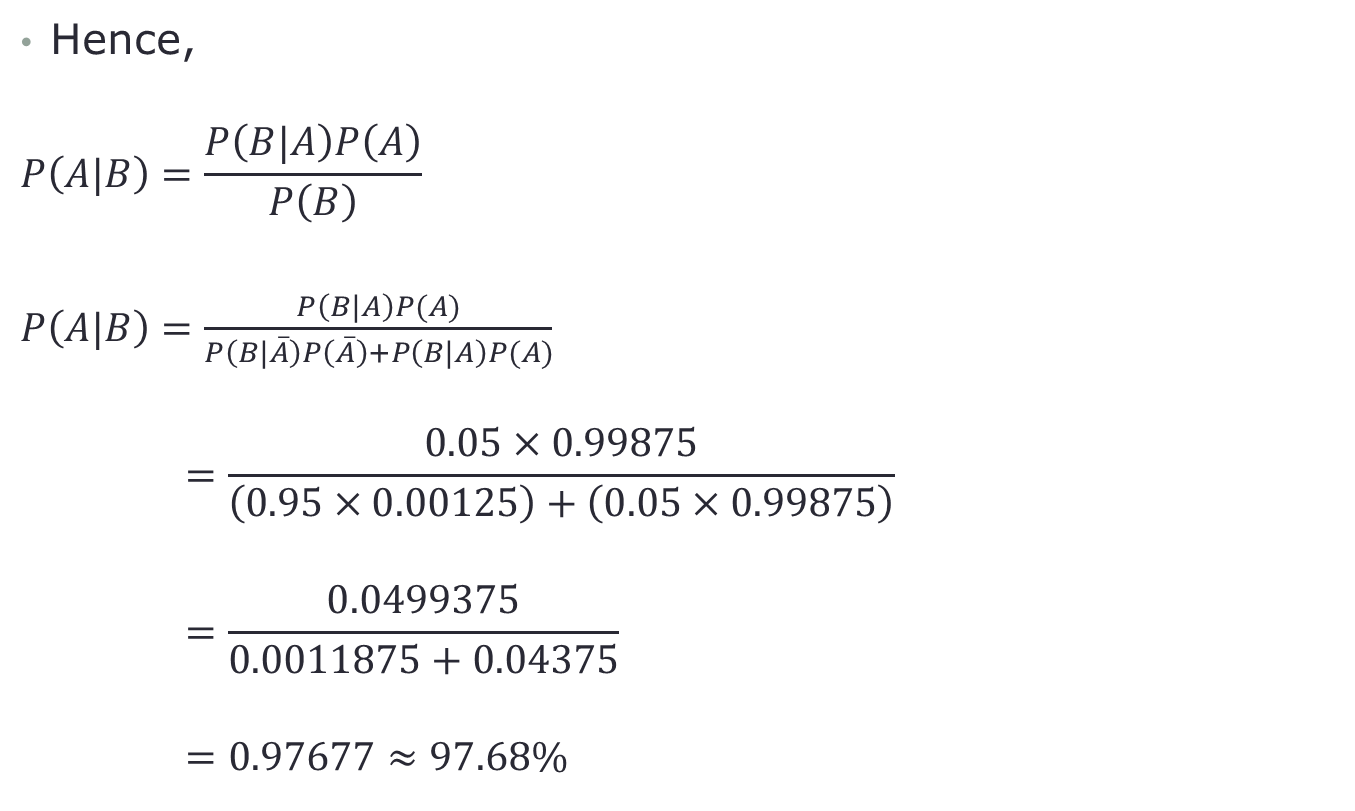 • Hence,
P(A|B) = P(B|A)P(A) / P(B)
P(A|B) = P(B|A)P(A) / P(B|Ā)P(Ā)+P(B|A)P(A)
= 0.05 × 0.99875 / (0.95 × 0.00125) + (0.05 × 0.99875)
= 0.0499375 / 0.0011875 + 0.04375
= 0.97677 ≈ 97.68%